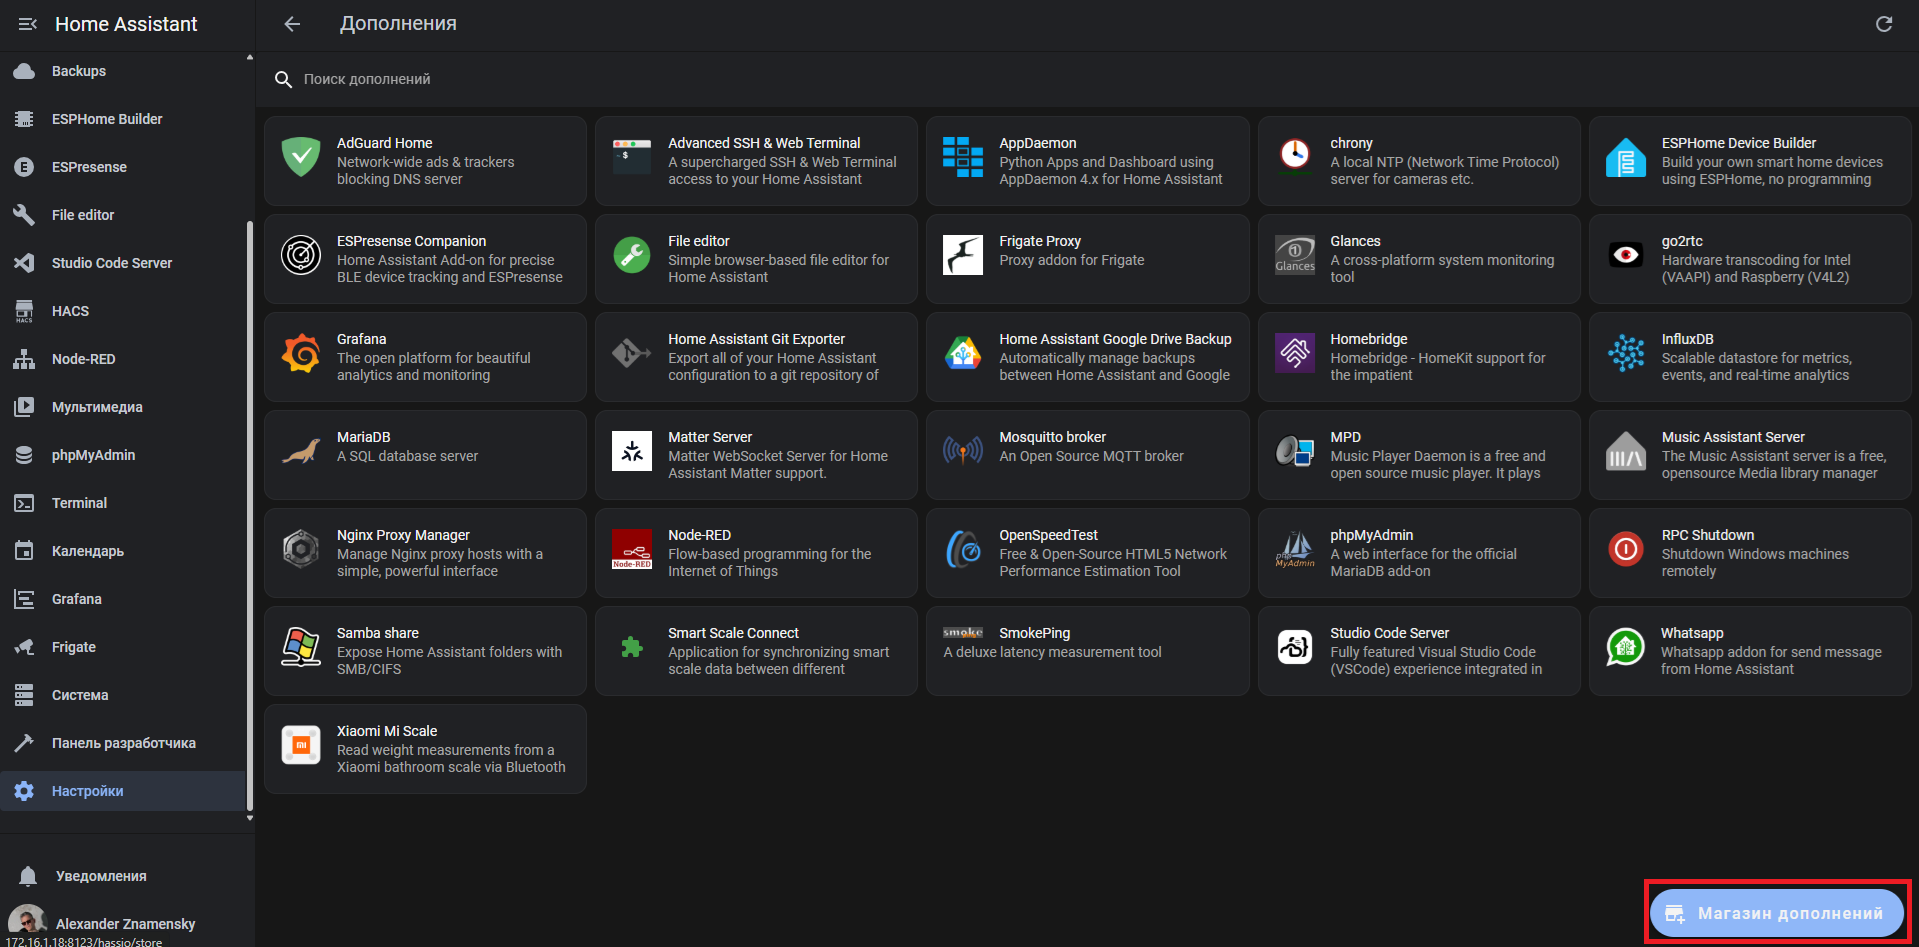 Home Assistant
Backups
ESPHome Builder
ESPresense
File editor
Studio Code Server
HACS
HACS
Node-RED
Мультимедиа
phpMyAdmin
Terminal
Календарь
Grafana
Frigate
Система
Панель разработчика
Настройки
Уведомления
Alexander Znamensky
172.16.1.18:8123/hassio/store
Дополнения
Поиск дополнений
AdGuard Home
Network-wide ads & trackers
blocking DNS server
$
Advanced SSH & Web Terminal
A supercharged SSH & Web Terminal
access to your Home Assistant
AppDaemon
Python Apps and Dashboard using
AppDaemon 4.x for Home Assistant
chrony
A local NTP (Network Time Protocol)
server for cameras etc.
ESPHome Device Builder
Build your own smart home devices
using ESPHome, no programming
ESPresense Companion
Home Assistant Add-on for precise
BLE device tracking and ESPresense
File editor
Simple browser-based file editor for
Home Assistant
Frigate Proxy
Proxy addon for Frigate
Glances
Glances
A cross-platform system monitoring
tool
go2rtc
Hardware transcoding for Intel
(VAAPI) and Raspberry (V4L2)
Grafana
The open platform for beautiful
analytics and monitoring
Home Assistant Git Exporter
Export all of your Home Assistant
configuration to a git repository of
Home Assistant Google Drive Backup
Automatically manage backups
between Home Assistant and Google
Homebridge
Homebridge - HomeKit support for
the impatient
InfluxDB
Scalable datastore for metrics,
events, and real-time analytics
MariaDB
A SQL database server
Matter Server
Matter WebSocket Server for Home
Assistant Matter support.
Mosquitto broker
An Open Source MQTT broker
MPD
Music Player Daemon is a free and
open source music player. It plays
Music Assistant Server
The Music Assistant server is a free,
opensource Media library manager
Nginx Proxy Manager
Manage Nginx proxy hosts with a
simple, powerful interface
Node-RED
Node-RED
Flow-based programming for the
Internet of Things
OpenSpeedTest
Free & Open-Source HTML5 Network
Performance Estimation Tool
php
MyAdmin
phpMyAdmin
A web interface for the official
MariaDB add-on
RPC Shutdown
Shutdown Windows machines
remotely
Samba share
Expose Home Assistant folders with
SMB/CIFS
Smart Scale Connect
Application for synchronizing smart
scale data between different
smoke
SmokePing
A deluxe latency measurement tool
Studio Code Server
Fully featured Visual Studio Code
(VSCode) experience integrated in
Whatsapp
Whatsapp addon for send message
from Home Assistant
mi
Xiaomi Mi Scale
Read weight measurements from a
Xiaomi bathroom scale via Bluetooth
Магазин дополнений